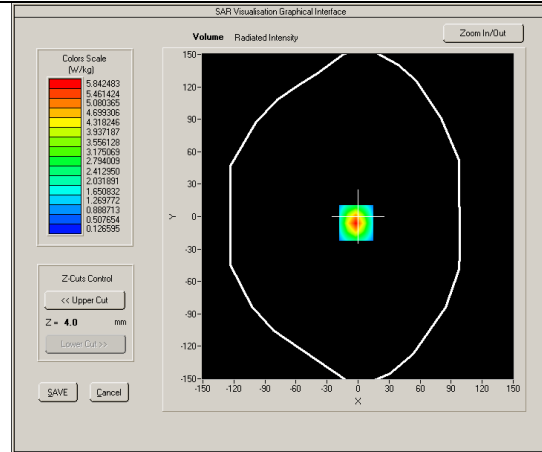 SAR Visualisation Graphical Interface
Volume Radiated Intensity
Zoom In/Out
Colors Scale
(W/kg)
5.842483
5.461424
5.080365
4.699306
4.318246
3.937187
3.556128
3.175069
2.794009
2.412950
2.031891
1.650832
1.269772
0.888713
0.507654
0.126595
Z-Cuts Control
<< Upper Cut
Z = 4.0 mm
Lower Cut >>
SAVE Cancel
150
120
90
60
30
0
-30
-60
-90
-120
-150
Y
-150 -120 -90 -60 -30 0 30 60 90 120 150
X